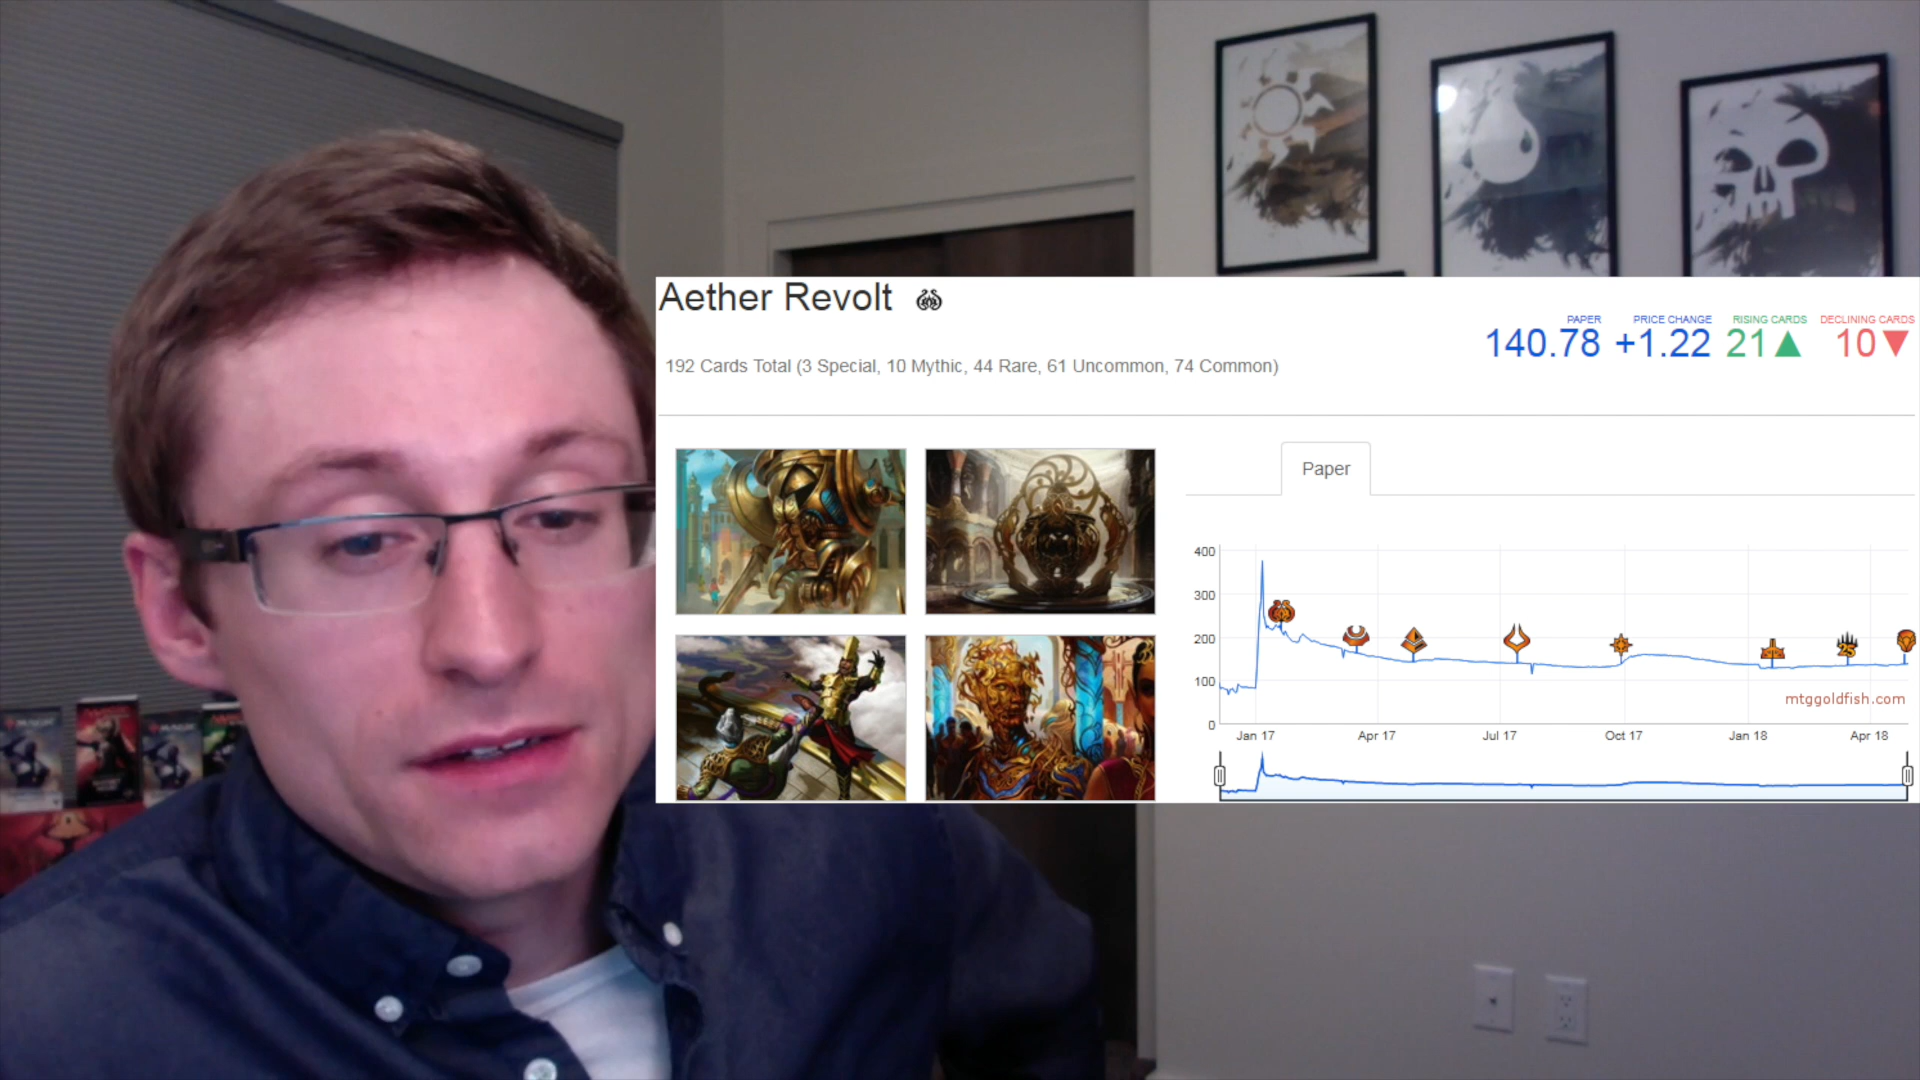 Aether Revolt
PAPER PRICE CHANGE RISING CARDS DECLINING CARDS
140.78 +1.22 21 10
192 Cards Total (3 Special, 10 Mythic, 44 Rare, 61 Uncommon, 74 Common)
Paper
400
300
200
100
0
25
mtggoldfish.com
Jan 17 Apr 17 Jul 17 Oct 17 Jan 18 Apr 18